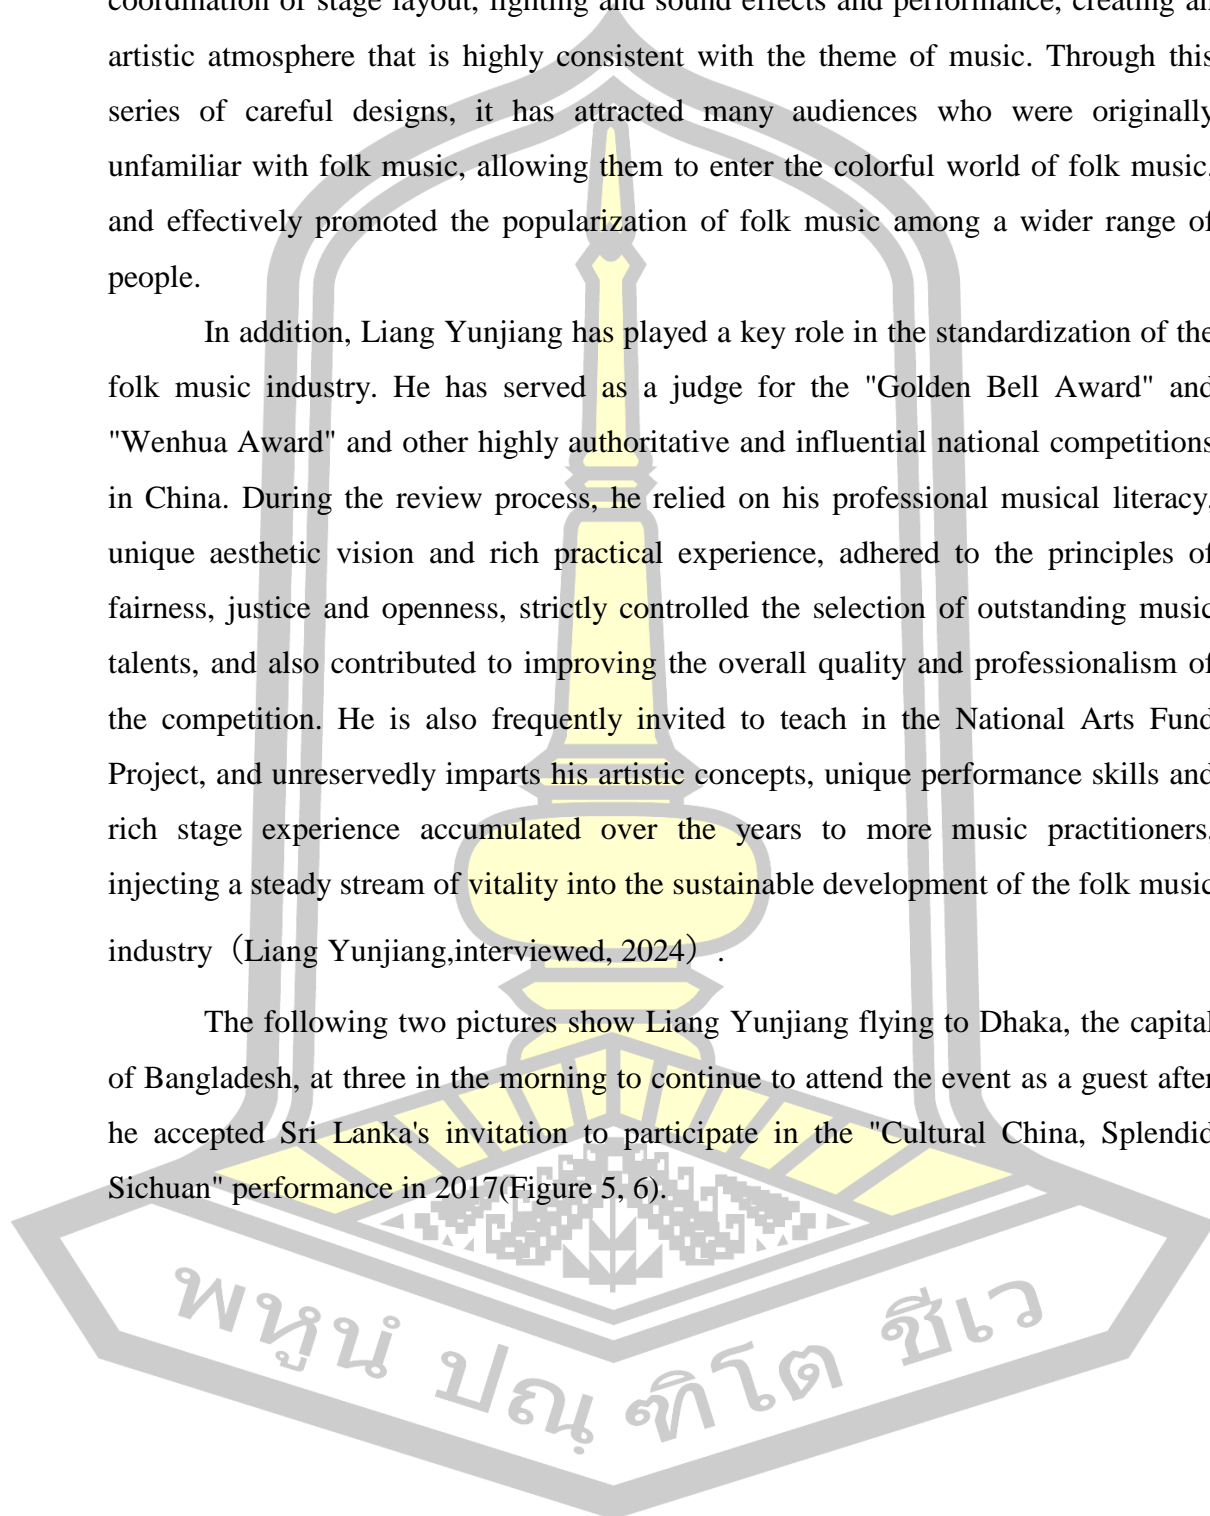 coordination of stage layout, lighting and sound effects and performance, creating an
artistic atmosphere that is highly consistent with the theme of music. Through this
series of careful designs, it has attracted many audiences who were originally
unfamiliar with folk music, allowing them to enter the colorful world of folk music,
and effectively promoted the popularization of folk music among a wider range of
people.
In addition, Liang Yunjiang has played a key role in the standardization of the
folk music industry. He has served as a judge for the "Golden Bell Award" and
"Wenhua Award" and other highly authoritative and influential national competitions
in China. During the review process, he relied on his professional musical literacy,
unique aesthetic vision and rich practical experience, adhered to the principles of
fairness, justice and openness, strictly controlled the selection of outstanding music
talents, and also contributed to improving the overall quality and professionalism of
the competition. He is also frequently invited to teach in the National Arts Fund
Project, and unreservedly imparts his artistic concepts, unique performance skills and
rich stage experience accumulated over the years to more music practitioners,
injecting a steady stream of vitality into the sustainable development of the folk music
industry（Liang Yunjiang,interviewed, 2024）.
The following two pictures show Liang Yunjiang flying to Dhaka, the capital
of Bangladesh, at three in the morning to continue to attend the event as a guest after
he accepted Sri Lanka's invitation to participate in the "Cultural China, Splendid
Sichuan" performance in 2017(Figure 5, 6).
พหูนํ ปณฺฑิโต ชีเว